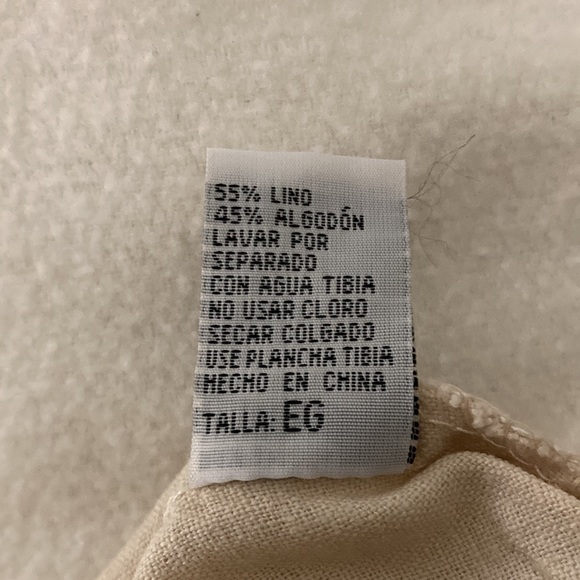 55% LINO
45% ALGODÓN
LAVAR POR
SEPARADO
CON AGUA TIBIA
NO USAR CLORO
SECAR COLGADO
USE PLANCHA TIBIA
HECHO EN CHINA
TALLA: EG